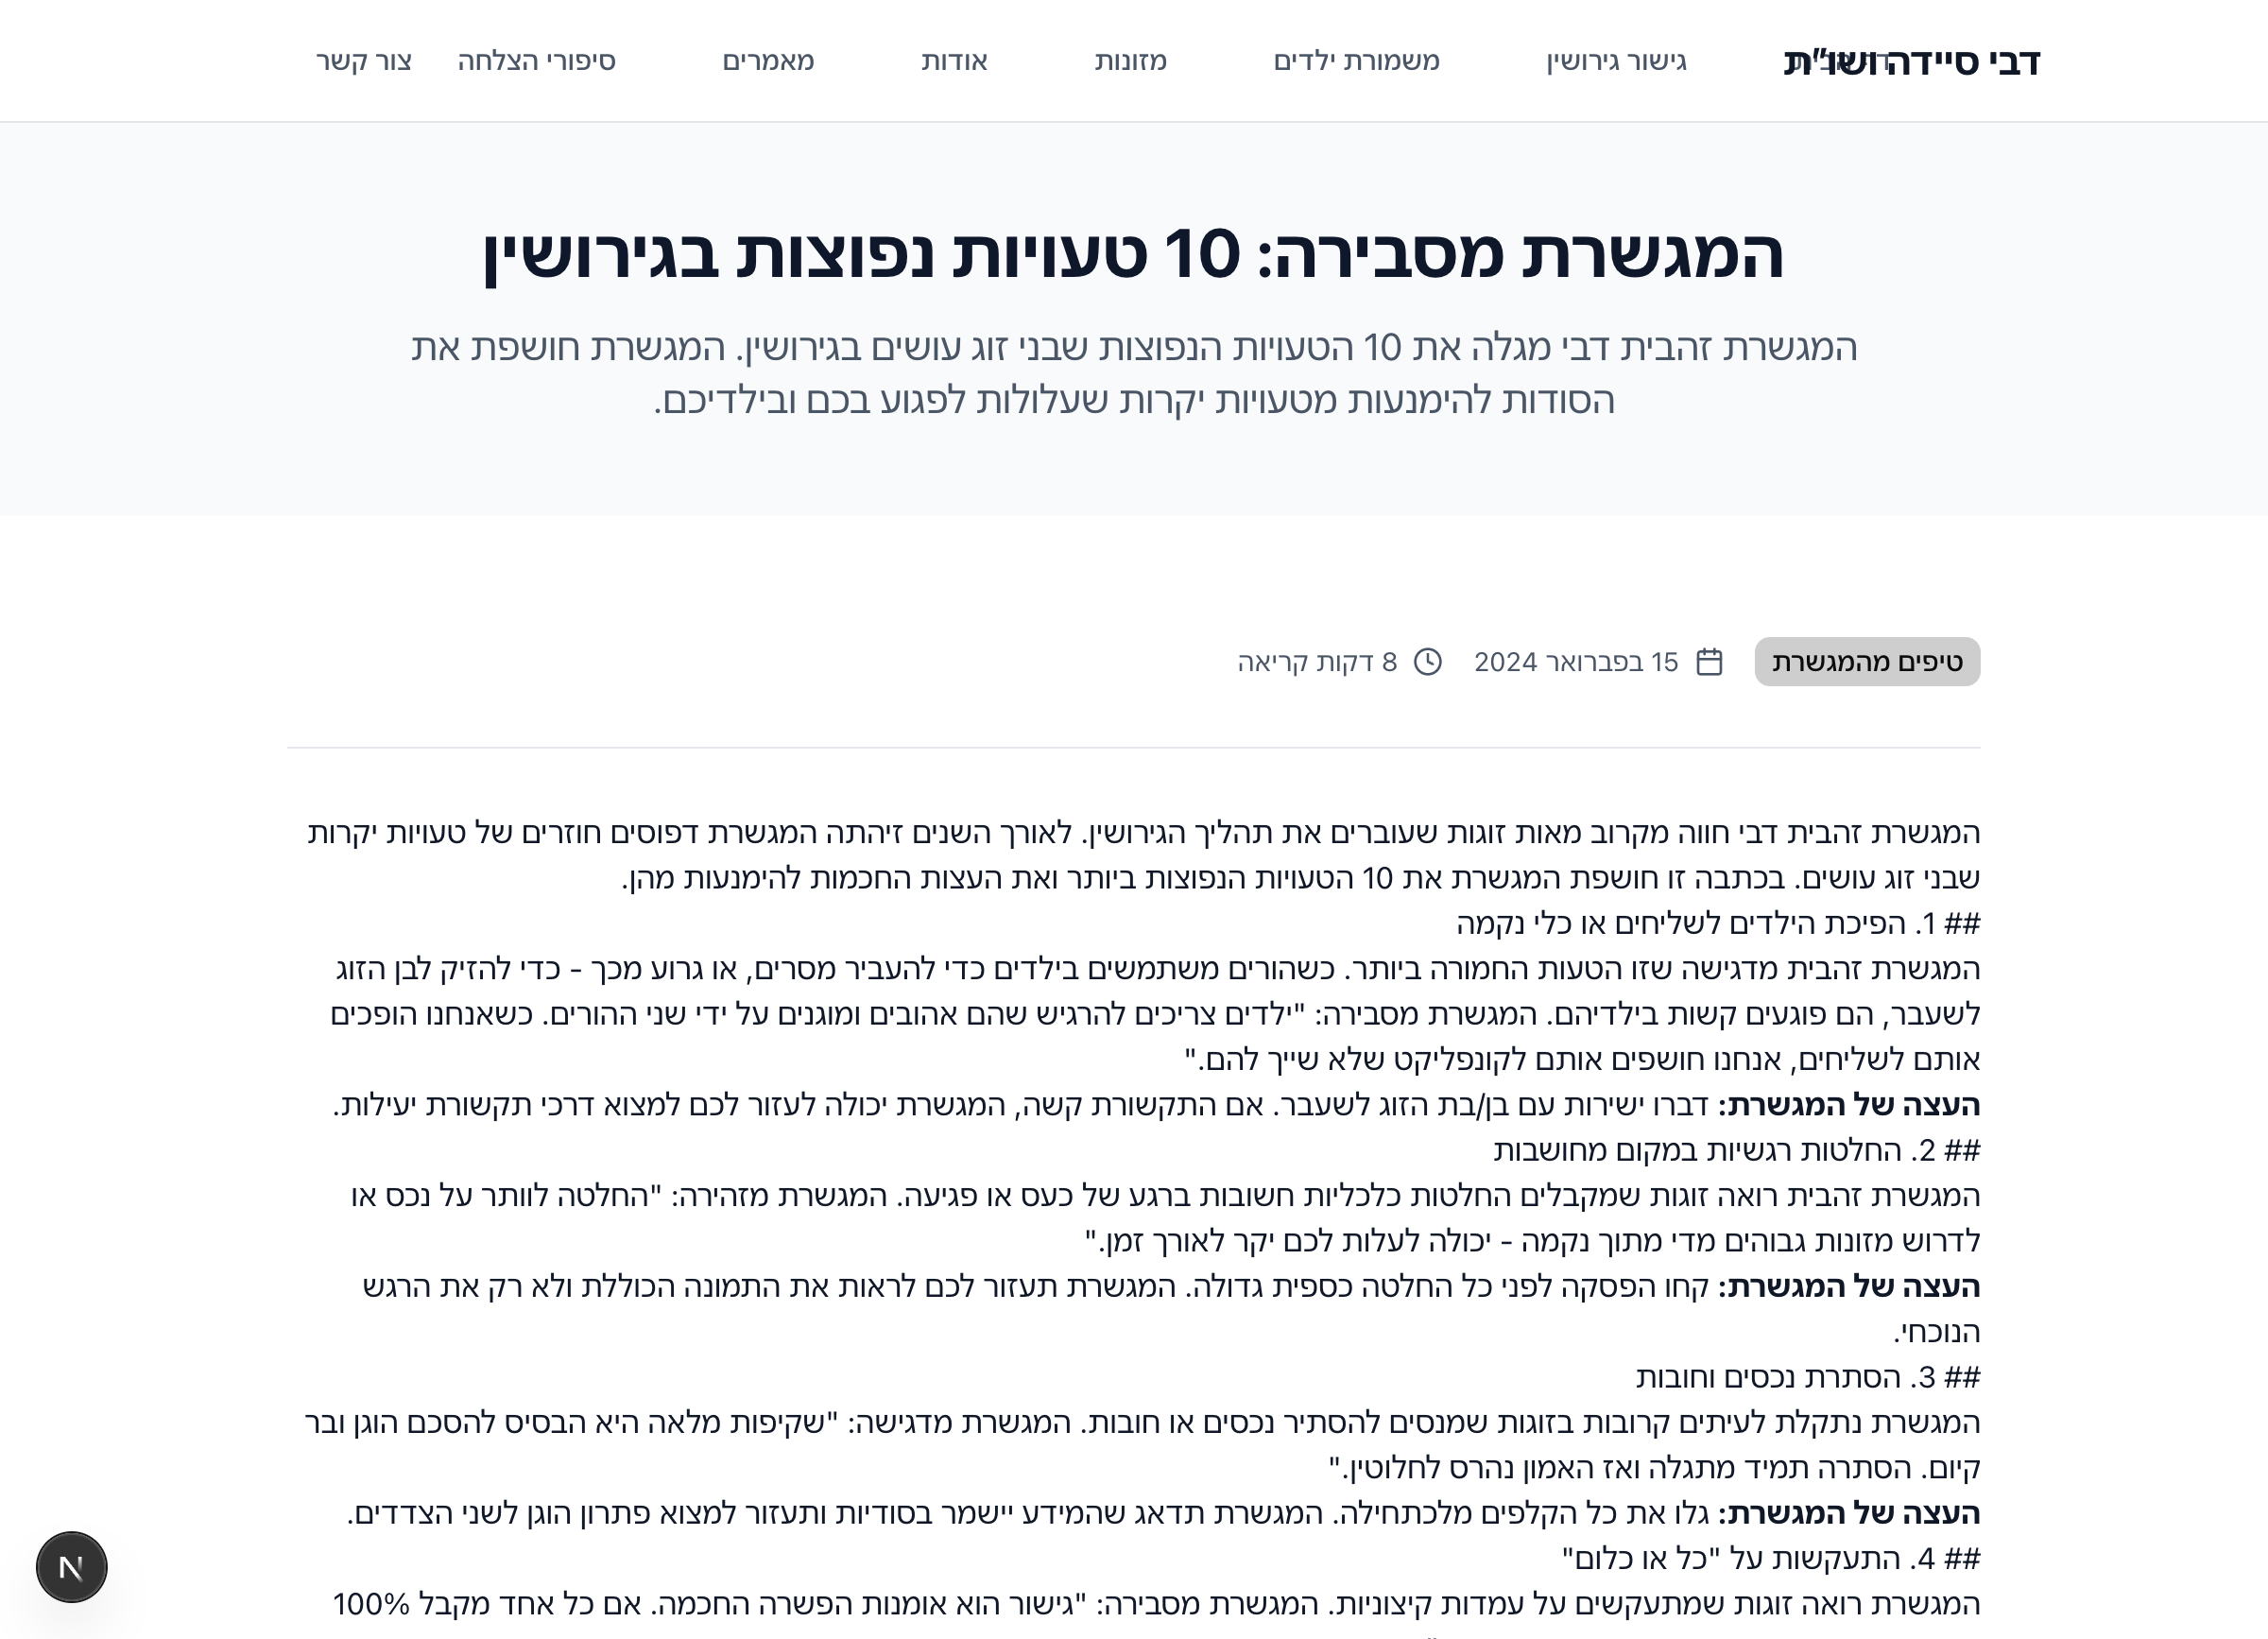 דבי סיידה ושו"ת
גישור גירושין
משמורת ילדים
מזונות
אודות
מאמרים
סיפורי הצלחה
צור קשר
המגשרת מסבירה: 10 טעויות נפוצות בגירושין
המגשרת זהבית דבי מגלה את 10 הטעויות הנפוצות שבני זוג עושים בגירושין. המגשרת חושפת את
הסודות להימנעות מטעויות יקרות שעלולות לפגוע בכם ובילדיכם.
טיפים מהמגשרת
15 בפברואר 2024
8 דקות קריאה
המגשרת זהבית דבי חווה מקרוב מאות זוגות שעוברים את תהליך הגירושין. לאורך השנים זיהתה המגשרת דפוסים חוזרים של טעויות יקרות
שבני זוג עושים. בכתבה זו חושפת המגשרת את 10 הטעויות הנפוצות ביותר ואת העצות החכמות להימנעות מהן.
## 1. הפיכת הילדים לשליחים או כלי נקמה
המגשרת זהבית מדגישה שזו הטעות החמורה ביותר. כשהורים משתמשים בילדים כדי להעביר מסרים, או גרוע מכך - כדי להזיק לבן הזוג
לשעבר, הם פוגעים קשות בילדיהם. המגשרת מסבירה: "ילדים צריכים להרגיש שהם אהובים ומוגנים על ידי שני ההורים. כשאנחנו הופכים
אותם לשליחים, אנחנו חושפים אותם לקונפליקט שלא שייך להם."
העצה של המגשרת: דברו ישירות עם בן/בת הזוג לשעבר. אם התקשורת קשה, המגשרת יכולה לעזור לכם למצוא דרכי תקשורת יעילות.
## 2. החלטות רגשיות במקום מחושבות
המגשרת זהבית רואה זוגות שמקבלים החלטות כלכליות חשובות ברגע של כעס או פגיעה. המגשרת מזהירה: "החלטה לוותר על נכס או
לדרוש מזונות גבוהים מדי מתוך נקמה - יכולה לעלות לכם יקר לאורך זמן."
העצה של המגשרת: קחו הפסקה לפני כל החלטה כספית גדולה. המגשרת תעזור לכם לראות את התמונה הכוללת ולא רק את הרגש
הנוכחי.
## 3. הסתרת נכסים וחובות
המגשרת נתקלת לעיתים קרובות בזוגות שמנסים להסתיר נכסים או חובות. המגשרת מדגישה: "שקיפות מלאה היא הבסיס להסכם הוגן ובר
קיום. הסתרה תמיד מתגלה ואז האמון נהרס לחלוטין."
העצה של המגשרת: גלו את כל הקלפים מלכתחילה. המגשרת תדאג שהמידע יישמר בסודיות ותעזור למצוא פתרון הוגן לשני הצדדים.
## 4. התעקשות על "כל או כלום"
המגשרת רואה זוגות שמתעקשים על עמדות קיצוניות. המגשרת מסבירה: "גישור הוא אומנות הפשרה החכמה. אם כל אחד מקבל 100%